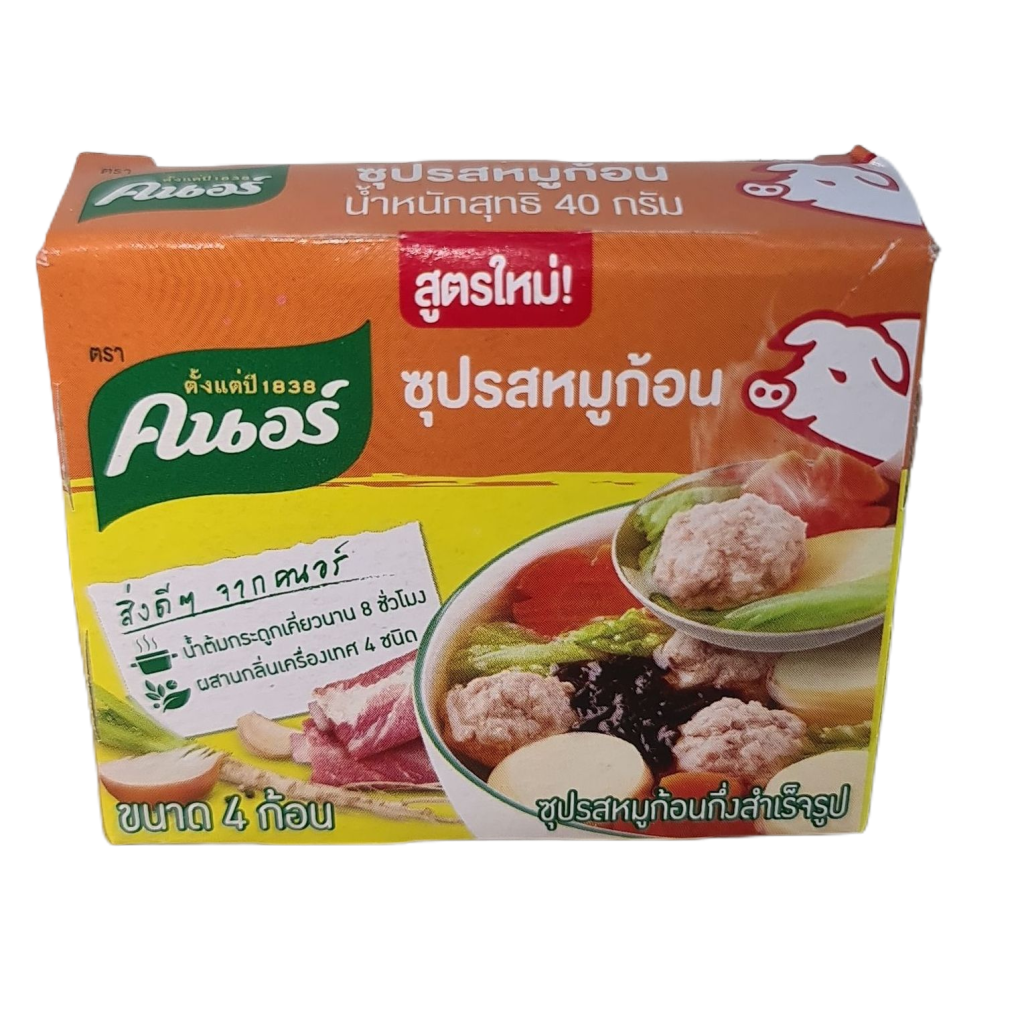 ตรา
ตั้งแต่ปี 1838
คนอร์
ซุปรสหมูก้อน
น้ำหนักสุทธิ 40 กรัม
สูตรใหม่!
ตรา
ตั้งแต่ปี 1838
คนอร์
ซุปรสหมูก้อน
ส่งดีๆ จากคนอร์
น้ำต้มกระดูกเคี่ยวนาน 8 ชั่วโมง
ผสานกลิ่นเครื่องเทศ 4 ชนิด
ขนาด 4 ก้อน
ซุปรสหมูก้อนกึ่งสำเร็จรูป